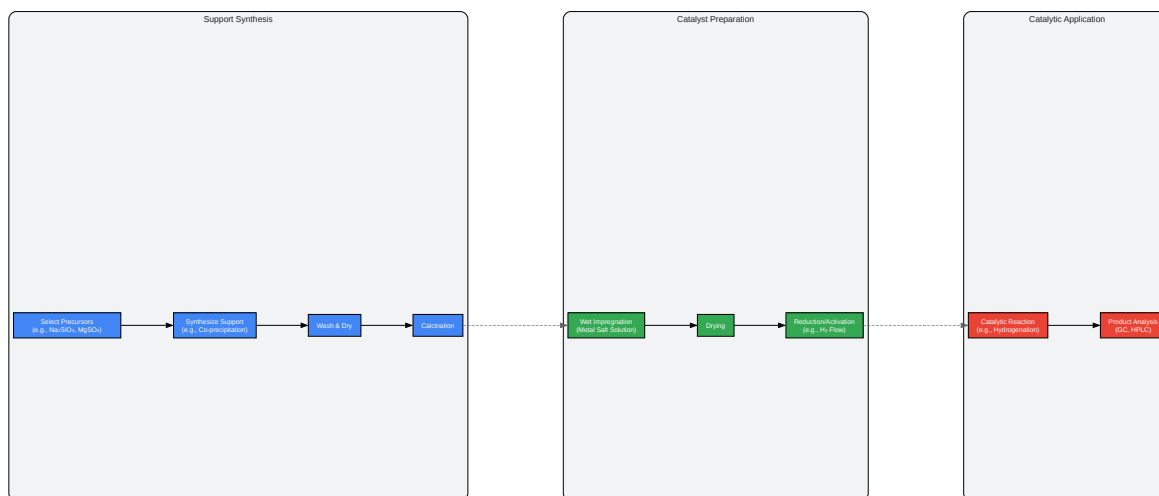 Support Synthesis
Select Precursors
(e.g., Na₂SiO₃, MgSO₄)
Synthesize Support
(e.g., Co-precipitation)
Wash & Dry
Calcination
Catalyst Preparation
Wet Impregnation
(Metal Salt Solution)
Drying
Reduction/Activation
(e.g., H₂ Flow)
Catalytic Application
Catalytic Reaction
(e.g., Hydrogenation)
Product Analysis
(GC, HPLC)